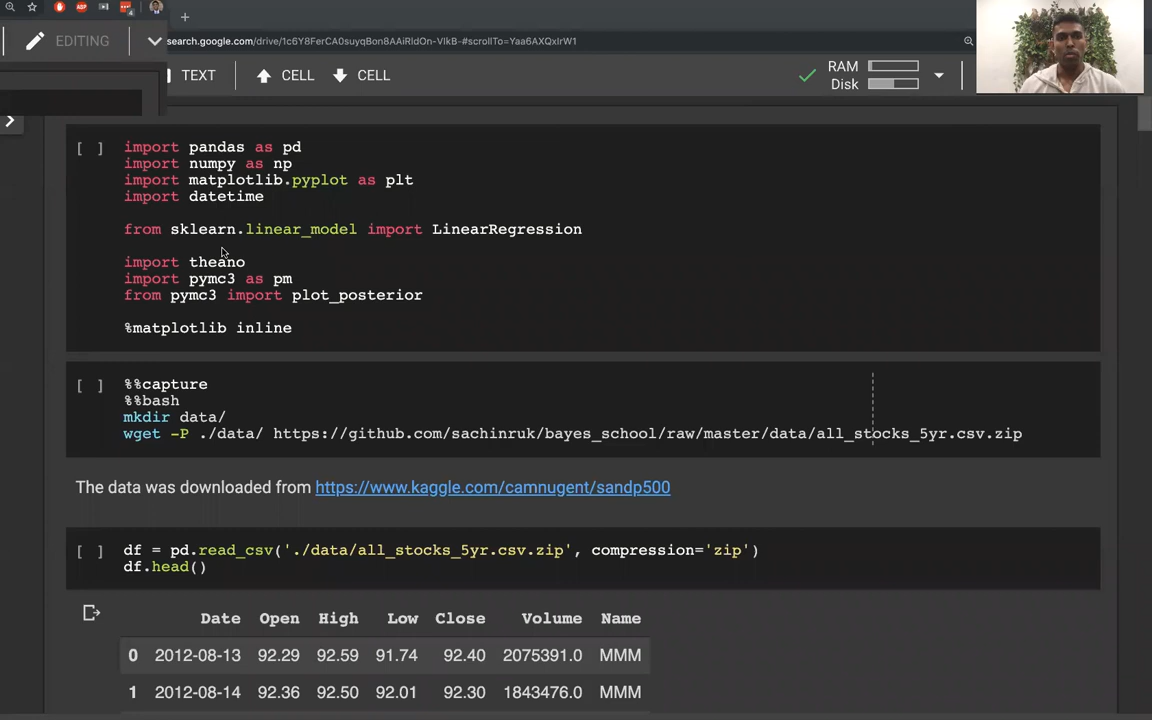 EDITING
search.google.com/drive/1c6Y8FerCA0suyqBon8AAiRldOn-VlkB-#scrollTo=Yaa6AXQxIrW1
TEXT
CELL
CELL
RAM
Disk
[ ]
import pandas as pd
import numpy as np
import matplotlib.pyplot as plt
import datetime
from sklearn.linear_model import LinearRegression
import theano
import pymc3 as pm
from pymc3 import plot_posterior
%matplotlib inline
[ ]
%%capture
%%bash
mkdir data/
wget -P ./data/ https://github.com/sachinruk/bayes_school/raw/master/data/all_stocks_5yr.csv.zip
The data was downloaded from https://www.kaggle.com/camnugent/sandp500
[ ]
df = pd.read_csv('./data/all_stocks_5yr.csv.zip', compression='zip')
df.head()
Date Open High Low Close Volume Name
0 2012-08-13 92.29 92.59 91.74 92.40 2075391.0 MMM
1 2012-08-14 92.36 92.50 92.01 92.30 1843476.0 MMM